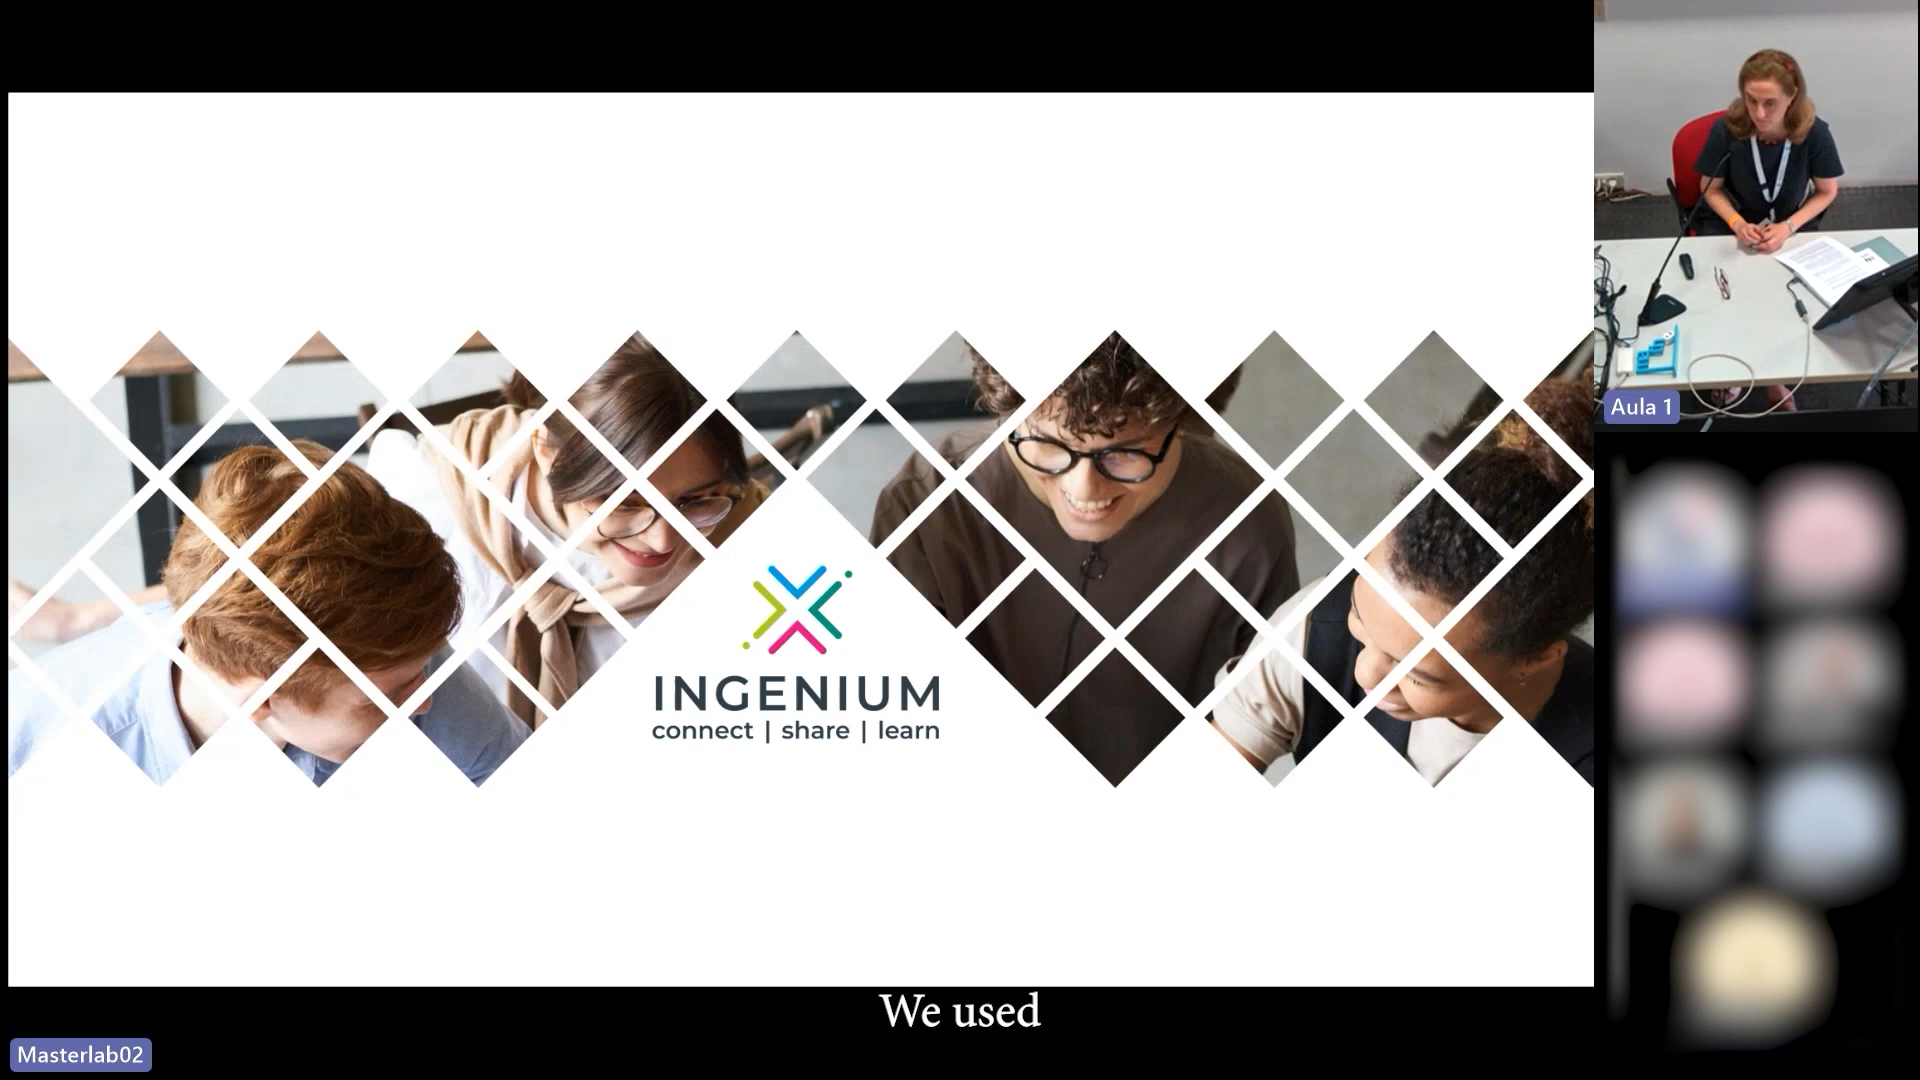 INGENIUM
connect | share | learn
Aula 1
We used
Masterlab02